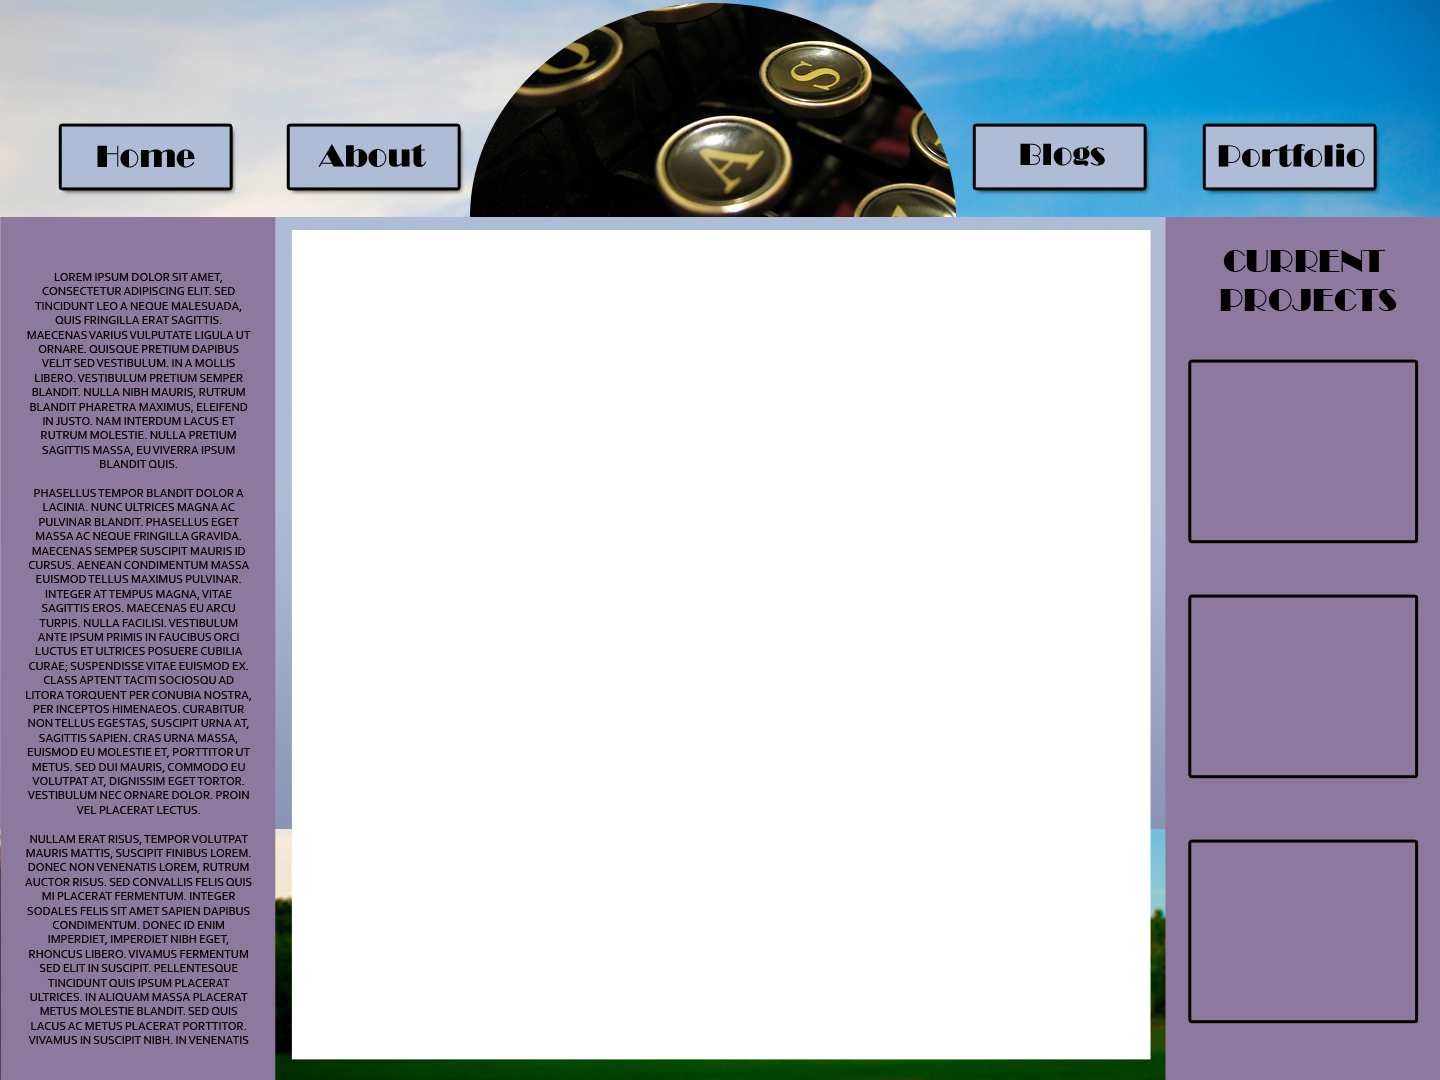 Q
S
A
Home
About
Blogs
Portfolio
LOREM IPSUM DOLOR SIT AMET,
CONSECTETUR ADIPISCING ELIT. SED
TINCIDUNT LEO A NEQUE MALESUADA,
QUIS FRINGILLA ERAT SAGITTIS.
MAECENAS VARIUS VULPUTATE LIGULA UT
ORNARE. QUISQUE PRETIUM DAPIBUS
VELIT SED VESTIBULUM. IN A MOLLIS
LIBERO. VESTIBULUM PRETIUM SEMPER
BLANDIT. NULLA NIBH MAURIS, RUTRUM
BLANDIT PHARETRA MAXIMUS, ELEIFEND
IN JUSTO. NAM INTERDUM LACUS ET
RUTRUM MOLESTIE. NULLA PRETIUM
SAGITTIS MASSA, EU VIVERRA IPSUM
BLANDIT QUIS.
PHASELLUS TEMPOR BLANDIT DOLOR A
LACINIA. NUNC ULTRICES MAGNA AC
PULVINAR BLANDIT. PHASELLUS EGET
MASSA AC NEQUE FRINGILLA GRAVIDA.
MAECENAS SEMPER SUSCIPIT MAURIS ID
CURSUS. AENEAN CONDIMENTUM MASSA
EUISMOD TELLUS MAXIMUS PULVINAR.
INTEGER AT TEMPUS MAGNA, VITAE
SAGITTIS EROS. MAECENAS EU ARCU
TURPIS. NULLA FACILISI. VESTIBULUM
ANTE IPSUM PRIMIS IN FAUCIBUS ORCI
LUCTUS ET ULTRICES POSUERE CUBILIA
CURAE; SUSPENDISSE VITAE EUISMOD EX.
CLASS APTENT TACITI SOCIOSQU AD
LITORA TORQUENT PER CONUBIA NOSTRA,
PER INCEPTOS HIMENAEOS. CURABITUR
NON TELLUS EGESTAS, SUSCIPIT URNA AT,
SAGITTIS SAPIEN. CRAS URNA MASSA,
EUISMOD EU MOLESTIE ET, PORTTITOR UT
METUS. SED DUI MAURIS, COMMODO EU
VOLUTPAT AT, DIGNISSIM EGET TORTOR.
VESTIBULUM NEC ORNARE DOLOR. PROIN
VEL PLACERAT LECTUS.
NULLAM ERAT RISUS, TEMPOR VOLUTPAT
MAURIS MATTIS, SUSCIPIT FINIBUS LOREM.
DONEC NON VENENATIS LOREM, RUTRUM
AUCTOR RISUS. SED CONVALLIS FELIS QUIS
MI PLACERAT FERMENTUM. INTEGER
SODALES FELIS SIT AMET SAPIEN DAPIBUS
CONDIMENTUM. DONEC ID ENIM
IMPERDIET, IMPERDIET NIBH EGET,
RHONCUS LIBERO. VIVAMUS FERMENTUM
SED ELIT IN SUSCIPIT. PELLENTESQUE
TINCIDUNT QUIS IPSUM PLACERAT
ULTRICES. IN ALIQUAM MASSA PLACERAT
METUS MOLESTIE BLANDIT. SED QUIS
LACUS AC METUS PLACERAT PORTTITOR.
VIVAMUS IN SUSCIPIT NIBH. IN VENENATIS
CURRENT
PROJECTS